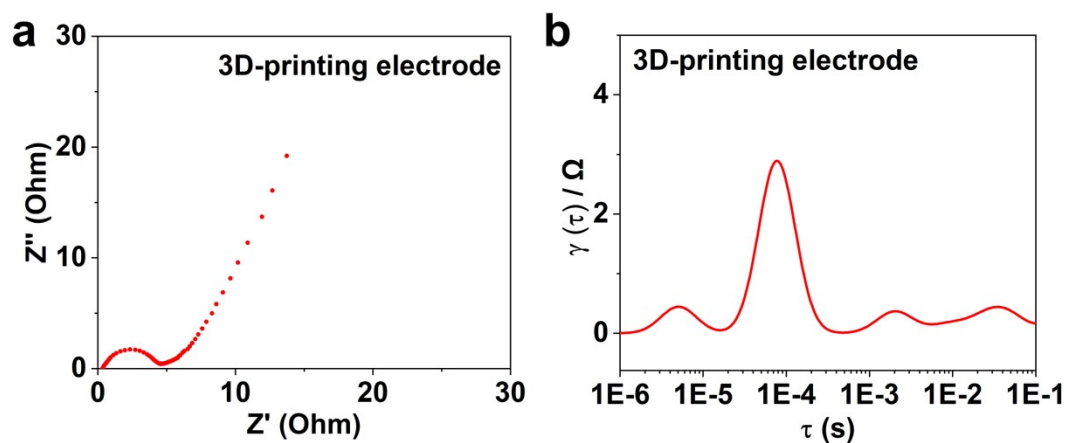 a
3D-printing electrode
Z'' (Ohm)
30
20
10
0
0 10 20 30
Z' (Ohm)
b
3D-printing electrode
γ (τ) / Ω
4
2
0
1E-6 1E-5 1E-4 1E-3 1E-2 1E-1
τ (s)